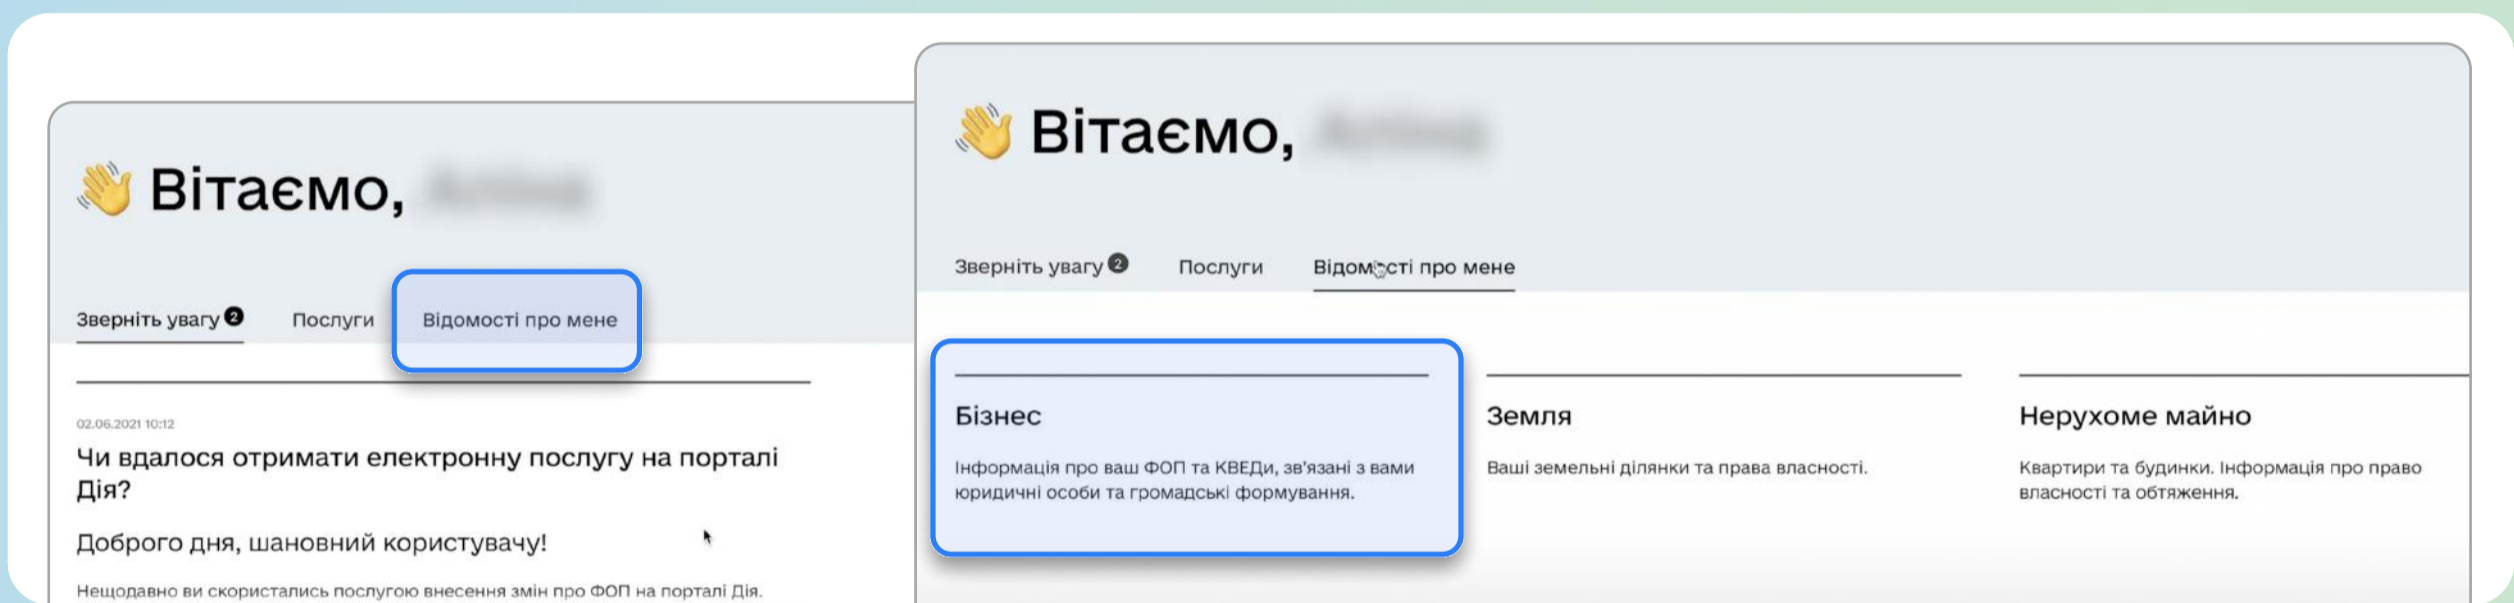 Вітаємо,
Зверніть увагу 2 Послуги Відомості про мене
02.06.2021 10:12
Чи вдалося отримати електронну послугу на порталі
Дія?
Доброго дня, шановний користувачу!
Нещодавно ви скористались послугою внесення змін про ФОП на порталі Дія.
Вітаємо,
Зверніть увагу 2 Послуги Відомості про мене
Бізнес
Інформація про ваш ФОП та КВЕДи, зв'язані з вами
юридичні особи та громадські формування.
Земля
Ваші земельні ділянки та права власності.
Нерухоме майно
Квартири та будинки. Інформація про право
власності та обтяження.